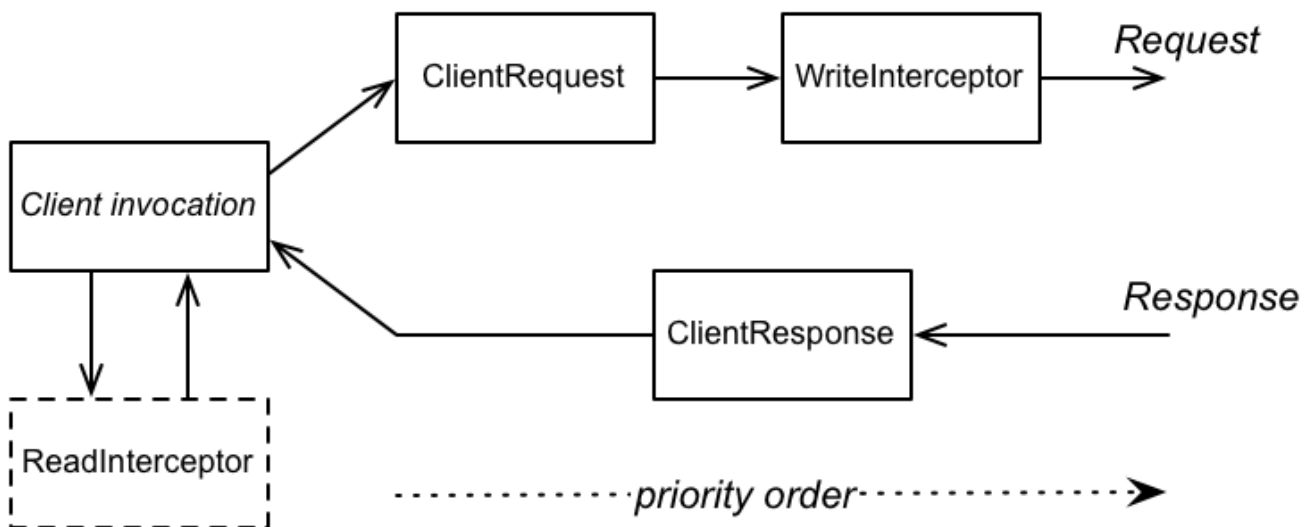 Request
ClientRequest
WriteInterceptor
Client invocation
Response
ClientResponse
ReadInterceptor
priority order